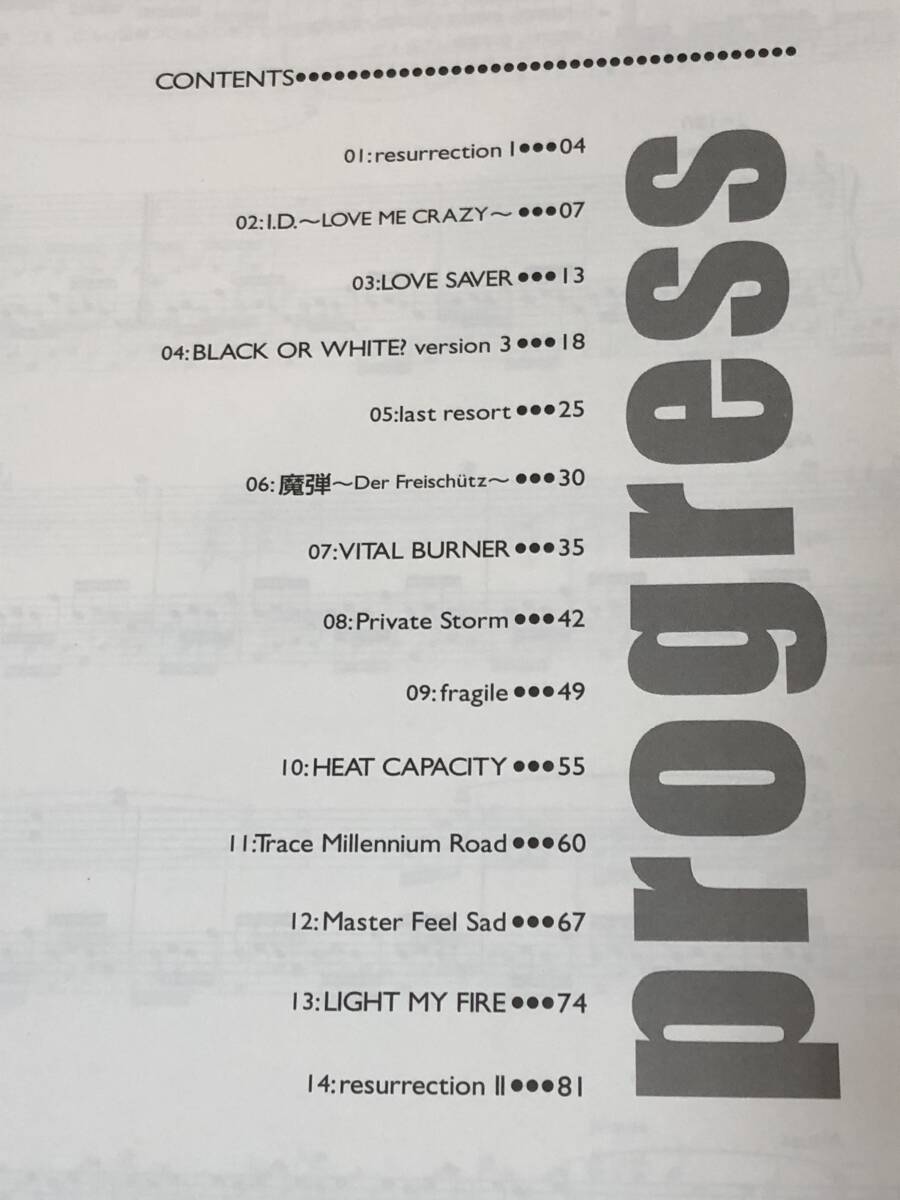 CONTENTS••••••••••••••••••••••••••••••••••••••
01:resurrection I•••04
02:I.D.〜LOVE ME CRAZY〜•••07
03:LOVE SAVER•••13
04:BLACK OR WHITE? version 3•••18
05:last resort•••25
06:魔弾〜Der Freischütz〜•••30
07:VITAL BURNER•••35
08:Private Storm•••42
09:fragile•••49
10:HEAT CAPACITY•••55
11:Trace Millennium Road•••60
12:Master Feel Sad•••67
13:LIGHT MY FIRE•••74
14:resurrection II•••81
progress